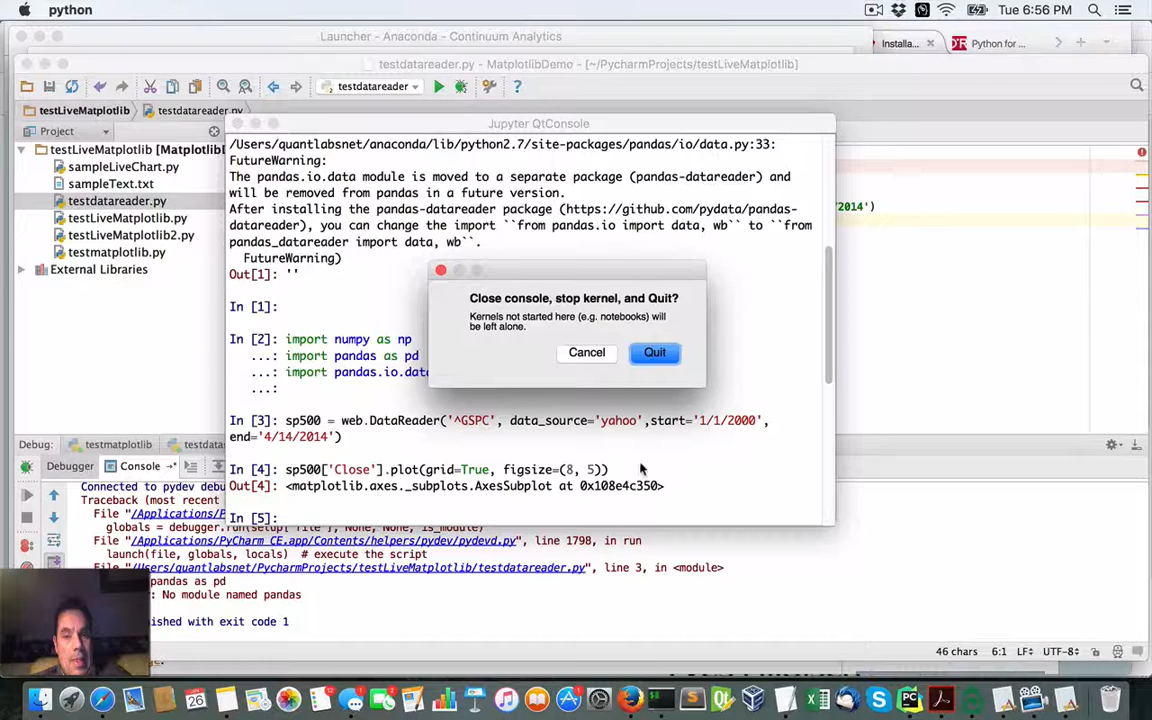 python
Tue 6:56 PM
Launcher - Anaconda - Continuum Analytics
Installa...
Python for ...
testdatareader.py - MatplotlibDemo - [~/PycharmProjects/testLiveMatplotlib]
testdatareader
testLiveMatplotlib
testdatareader.py
Project
Jupyter QtConsole
testLiveMatplotlib [Matplotlib
sampleLiveChart.py
sampleText.txt
testdatareader.py
testLiveMatplotlib.py
testLiveMatplotlib2.py
testmatplotlib.py
External Libraries
/Users/quantlabsnet/anaconda/lib/python2.7/site-packages/pandas/io/data.py:33:
FutureWarning:
The pandas.io.data module is moved to a separate package (pandas-datareader) and
will be removed from pandas in a future version.
After installing the pandas-datareader package (https://github.com/pydata/pandas-
datareader), you can change the import ``from pandas.io import data, wb`` to ``from
pandas_datareader import data, wb``.
FutureWarning)
Out[1]: ''
In [1]:
In [2]: import numpy as np
...: import pandas as pd
...: import pandas.io.data
...:
In [3]: sp500 = web.DataReader('^GSPC', data_source='yahoo',start='1/1/2000',
end='4/14/2014')
In [4]: sp500['Close'].plot(grid=True, figsize=(8, 5))
Out[4]: <matplotlib.axes._subplots.AxesSubplot at 0x108e4c350>
In [5]:
/2014')
Close console, stop kernel, and Quit?
Kernels not started here (e.g. notebooks) will
be left alone.
Cancel
Quit
Debug:
testmatplotlib
testdata
Debugger
Console
Connected to pydev debug
Traceback (most recent
File "/Applications/P
globals = debugger.run(setup['file'], None, None, is_module)
File "/Applications/PyCharm CE.app/Contents/helpers/pydev/pydevd.py", line 1798, in run
launch(file, globals, locals) # execute the script
File "/Users/quantlabsnet/PycharmProjects/testLiveMatplotlib/testdatareader.py", line 3, in <module>
pandas as pd
: No module named pandas
ished with exit code 1
46 chars
6:1
LF
UTF-8
26